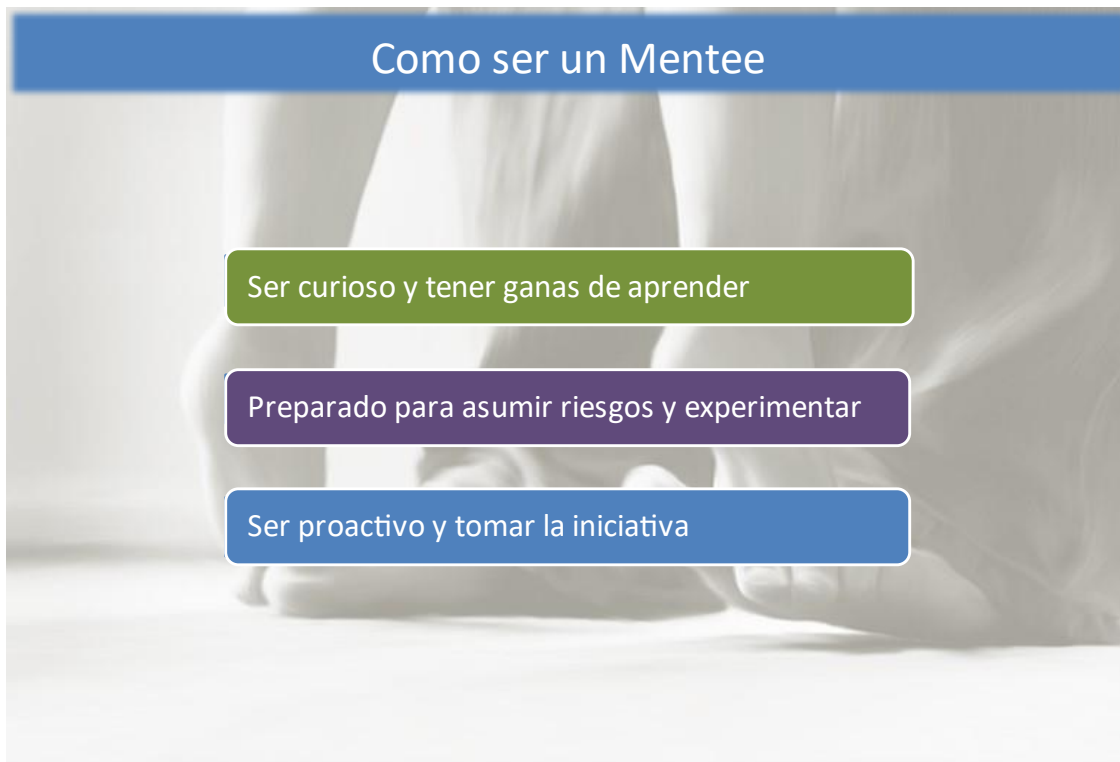 Como ser un Mentee
Ser curioso y tener ganas de aprender
Preparado para asumir riesgos y experimentar
Ser proactivo y tomar la iniciativa